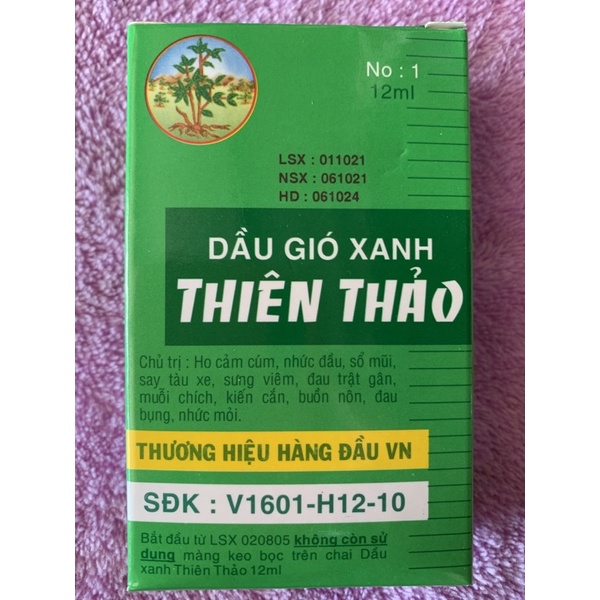 No : 1
12ml
LSX : 011021
NSX : 061021
HD : 061024
DẦU GIÓ XANH
THIÊN THẢO
Chủ trị : Ho cảm cúm, nhức đầu, sổ mũi,
say tàu xe, sưng viêm, đau trật gân,
muỗi chích, kiến cắn, buồn nôn, đau
bụng, nhức mỏi.
THƯƠNG HIỆU HÀNG ĐẦU VN
SĐK : V1601-H12-10
Bắt đầu từ LSX 020805 không còn sử
dụng màng keo bọc trên chai Dầu
xanh Thiên Thảo 12ml